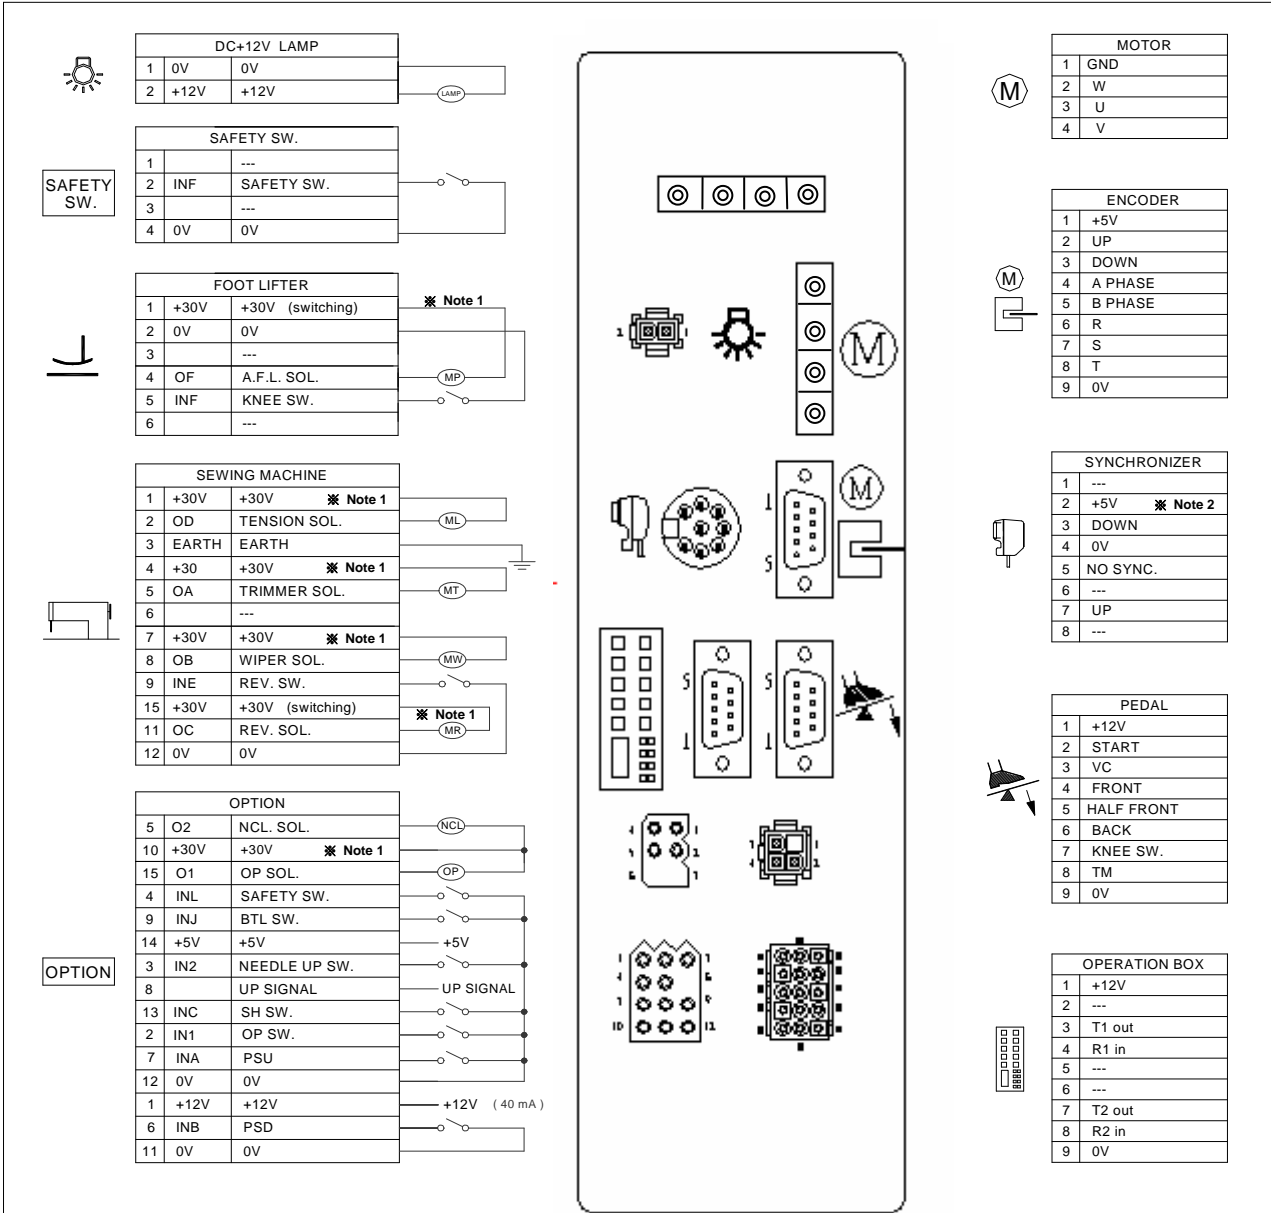 DC+12V LAMP
1 0V 0V
2 +12V +12V
LAMP
SAFETY SW.
SAFETY SW.
1 ---
2 INF SAFETY SW.
3 ---
4 0V 0V
FOOT LIFTER
1 +30V +30V (switching) ※ Note 1
2 0V 0V
3 ---
4 OF A.F.L. SOL. MP
5 INF KNEE SW.
6 ---
SEWING MACHINE
1 +30V +30V ※ Note 1
2 OD TENSION SOL. ML
3 EARTH EARTH
4 +30 +30V ※ Note 1
5 OA TRIMMER SOL. MT
6 ---
7 +30V +30V ※ Note 1
8 OB WIPER SOL. MW
9 INE REV. SW.
15 +30V +30V (switching) ※ Note 1
11 OC REV. SOL. MR
12 0V 0V
OPTION
OPTION
5 O2 NCL. SOL. NCL
10 +30V +30V ※ Note 1
15 O1 OP SOL. OP
4 INL SAFETY SW.
9 INJ BTL SW.
14 +5V +5V +5V
3 IN2 NEEDLE UP SW.
8 UP SIGNAL UP SIGNAL
13 INC SH SW.
2 IN1 OP SW.
7 INA PSU
12 0V 0V
1 +12V +12V +12V ( 40 mA )
6 INB PSD
11 0V 0V
M
M
1
5
5
1
5
1
10
12
MOTOR
M
1 GND
2 W
3 U
4 V
ENCODER
M
1 +5V
2 UP
3 DOWN
4 A PHASE
5 B PHASE
6 R
7 S
8 T
9 0V
SYNCHRONIZER
1 ---
2 +5V ※ Note 2
3 DOWN
4 0V
5 NO SYNC.
6 ---
7 UP
8 ---
PEDAL
1 +12V
2 START
3 VC
4 FRONT
5 HALF FRONT
6 BACK
7 KNEE SW.
8 TM
9 0V
OPERATION BOX
1 +12V
2 ---
3 T1 out
4 R1 in
5 ---
6 ---
7 T2 out
8 R2 in
9 0V